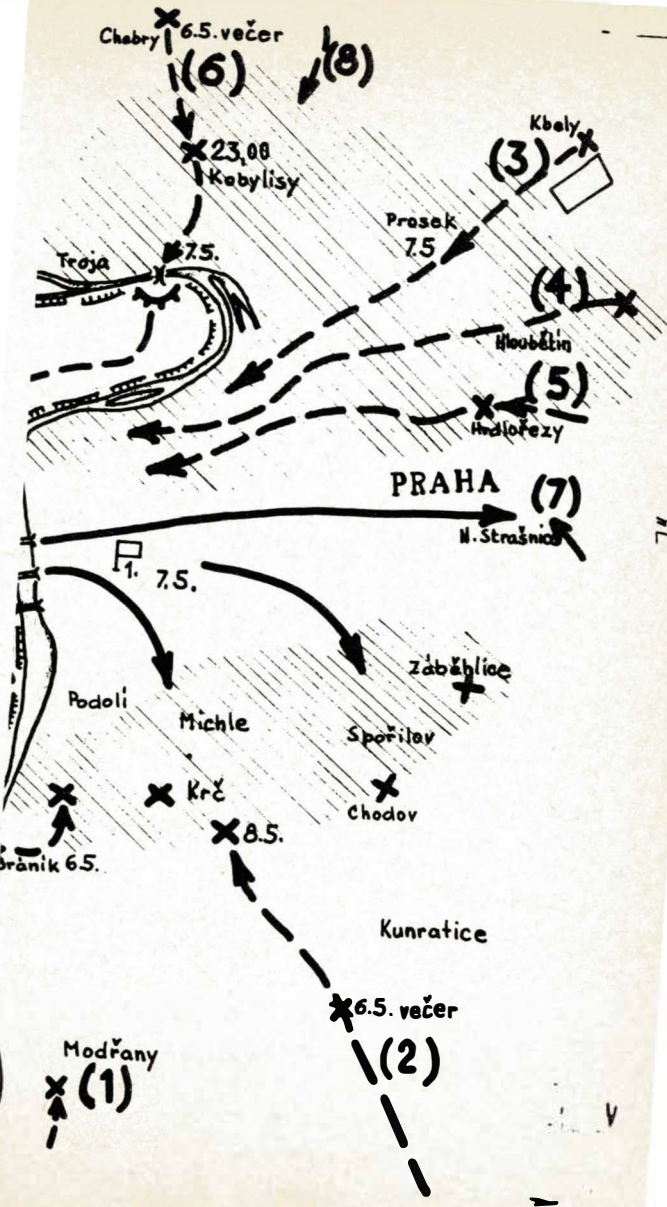 Chabry 6.5. večer
(6)
(8)
23,00
Kobylisy
Kbely
(3)
Prosek
7.5
Troja
7.5.
(4)
Hloubětín
(5)
Hrdlořezy
PRAHA
(7)
N. Strašnice
1.
7.5.
Záběhlice
Podolí
Michle
Spořilov
Krč
Chodov
8.5.
Braník 6.5.
Kunratice
6.5. večer
(2)
Modřany
(1)